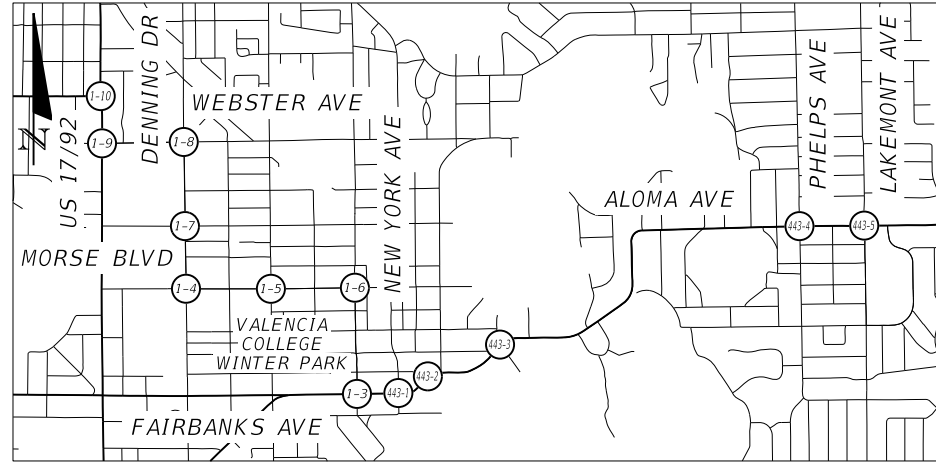 DENNING DR
PHELPS AVE
LAKEMONT AVE
1-10
WEBSTER AVE
N
US 17/92
1-9
1-8
NEW YORK AVE
ALOMA AVE
1-7
443-4
443-5
MORSE BLVD
1-4
1-5
1-6
VALENCIA
COLLEGE
WINTER PARK
443-3
443-2
1-3
443-1
FAIRBANKS AVE